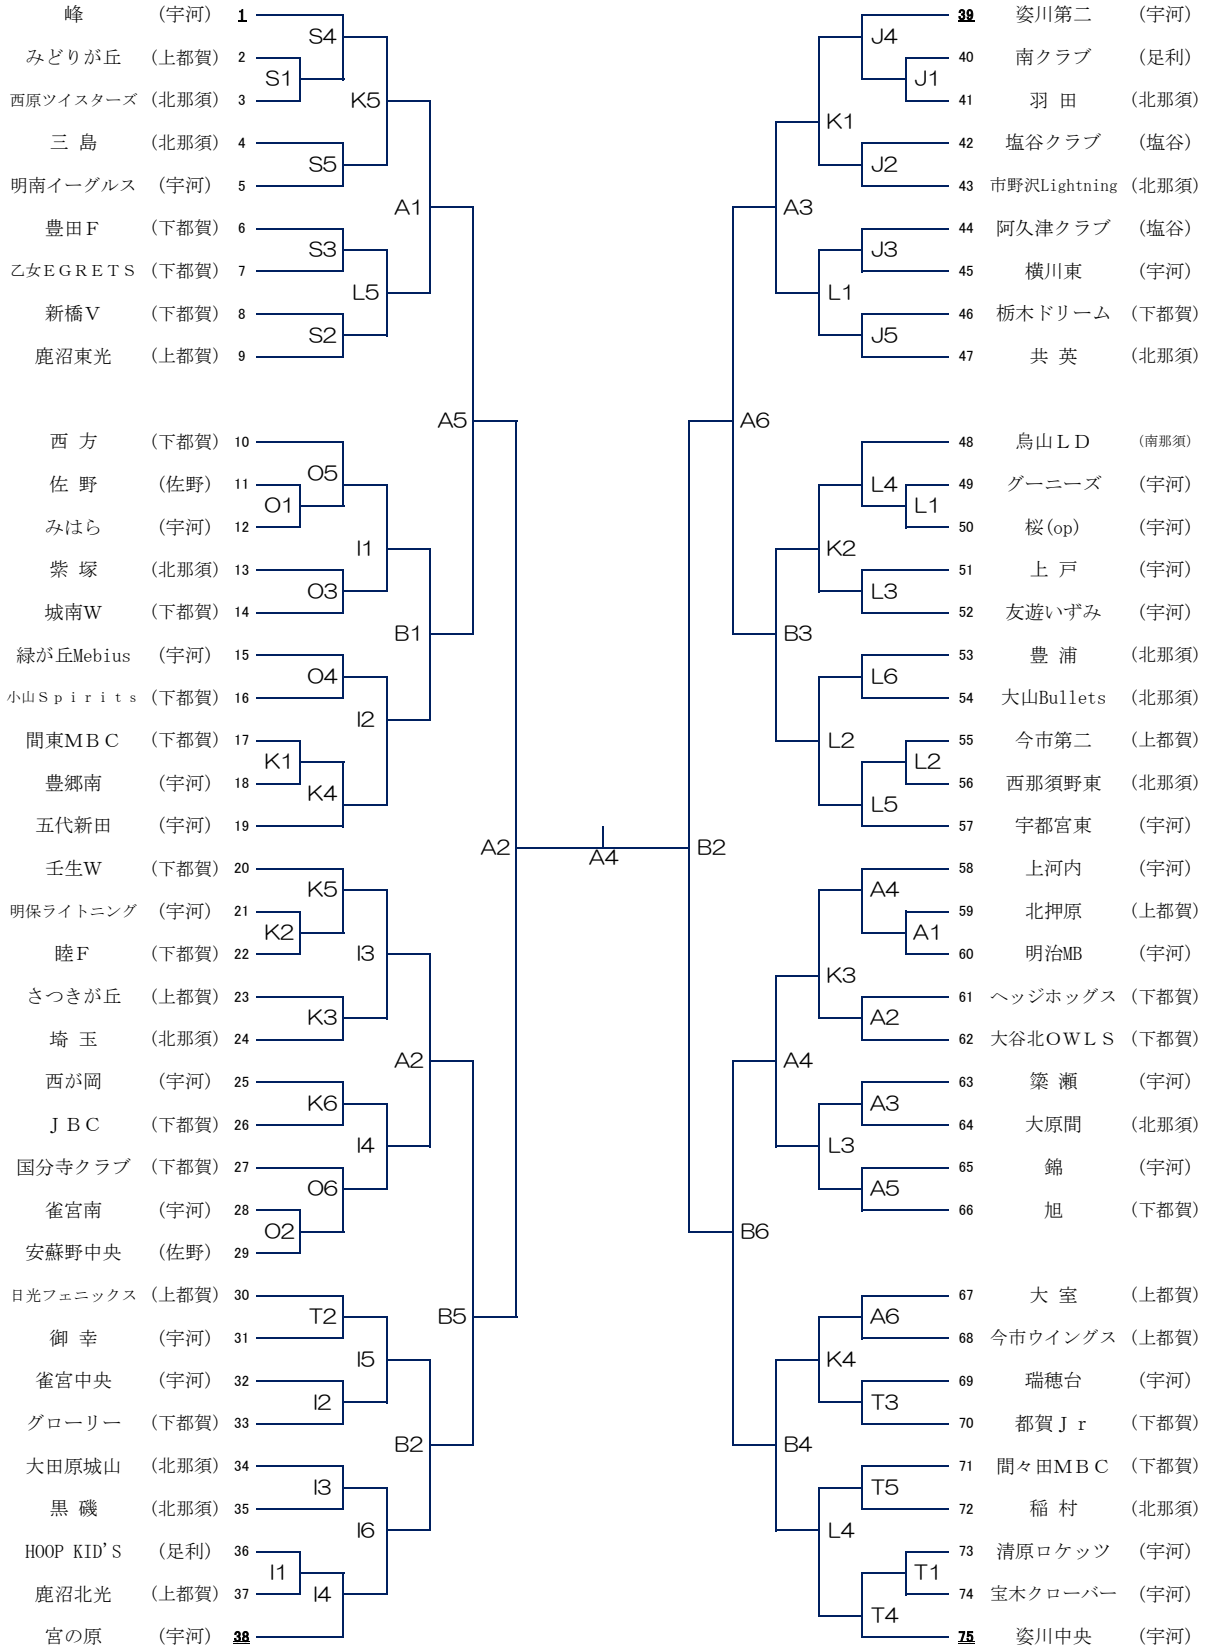 峰 (宇河) 1
S4
みどりが丘 (上都賀) 2
S1
西原ツイスターズ (北那須) 3
K5
三 島 (北那須) 4
S5
明南イーグルス (宇河) 5
A1
豊田Ｆ (下都賀) 6
S3
乙女ＥＧＲＥＴＳ (下都賀) 7
L5
新橋Ｖ (下都賀) 8
S2
鹿沼東光 (上都賀) 9
A5
西 方 (下都賀) 10
O5
佐 野 (佐野) 11
O1
みはら (宇河) 12
I1
紫 塚 (北那須) 13
O3
城南W (下都賀) 14
B1
緑が丘Mebius (宇河) 15
O4
小山Ｓｐｉｒｉｔｓ (下都賀) 16
I2
間東ＭＢＣ (下都賀) 17
K1
豊郷南 (宇河) 18
K4
五代新田 (宇河) 19
A2
壬生W (下都賀) 20
K5
明保ライトニング (宇河) 21
K2
睦Ｆ (下都賀) 22
I3
さつきが丘 (上都賀) 23
K3
埼 玉 (北那須) 24
A2
西が岡 (宇河) 25
K6
ＪＢＣ (下都賀) 26
I4
国分寺クラブ (下都賀) 27
O6
雀宮南 (宇河) 28
O2
安蘇野中央 (佐野) 29
日光フェニックス (上都賀) 30
T2
B5
御 幸 (宇河) 31
I5
雀宮中央 (宇河) 32
I2
グローリー (下都賀) 33
B2
大田原城山 (北那須) 34
I3
黒 磯 (北那須) 35
I6
HOOP KID'S (足利) 36
I1
鹿沼北光 (上都賀) 37
I4
宮の原 (宇河) 38
A4
39 姿川第二 (宇河)
J4
40 南クラブ (足利)
J1
41 羽 田 (北那須)
K1
42 塩谷クラブ (塩谷)
J2
43 市野沢Lightning (北那須)
A3
44 阿久津クラブ (塩谷)
J3
45 横川東 (宇河)
L1
46 栃木ドリーム (下都賀)
J5
47 共 英 (北那須)
A6
48 烏山ＬＤ (南那須)
L4
49 グーニーズ (宇河)
L1
50 桜(op) (宇河)
K2
51 上 戸 (宇河)
L3
52 友遊いずみ (宇河)
B3
53 豊 浦 (北那須)
L6
54 大山Bullets (北那須)
L2
55 今市第二 (上都賀)
L2
56 西那須野東 (北那須)
L5
57 宇都宮東 (宇河)
B2
58 上河内 (宇河)
A4
59 北押原 (上都賀)
A1
60 明治MB (宇河)
K3
61 ヘッジホッグス (下都賀)
A2
62 大谷北ＯＷＬＳ (下都賀)
A4
63 簗 瀬 (宇河)
A3
64 大原間 (北那須)
L3
65 錦 (宇河)
A5
66 旭 (下都賀)
B6
67 大 室 (上都賀)
A6
68 今市ウイングス (上都賀)
K4
69 瑞穂台 (宇河)
T3
70 都賀Ｊｒ (下都賀)
B4
71 間々田ＭＢＣ (下都賀)
T5
72 稲 村 (北那須)
L4
73 清原ロケッツ (宇河)
T1
74 宝木クローバー (宇河)
T4
75 姿川中央 (宇河)